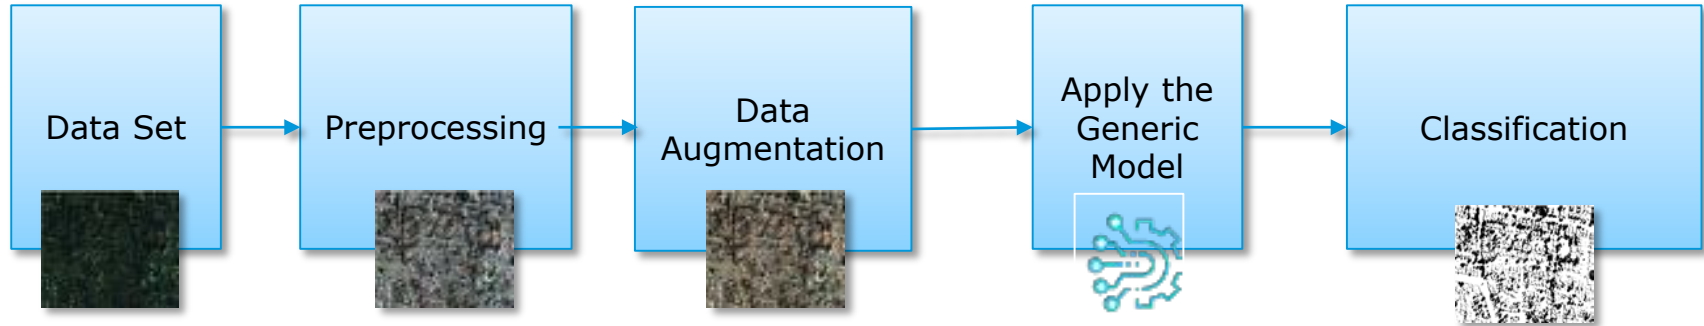 Data Set
Preprocessing
Data
Augmentation
Apply the
Generic
Model
Classification